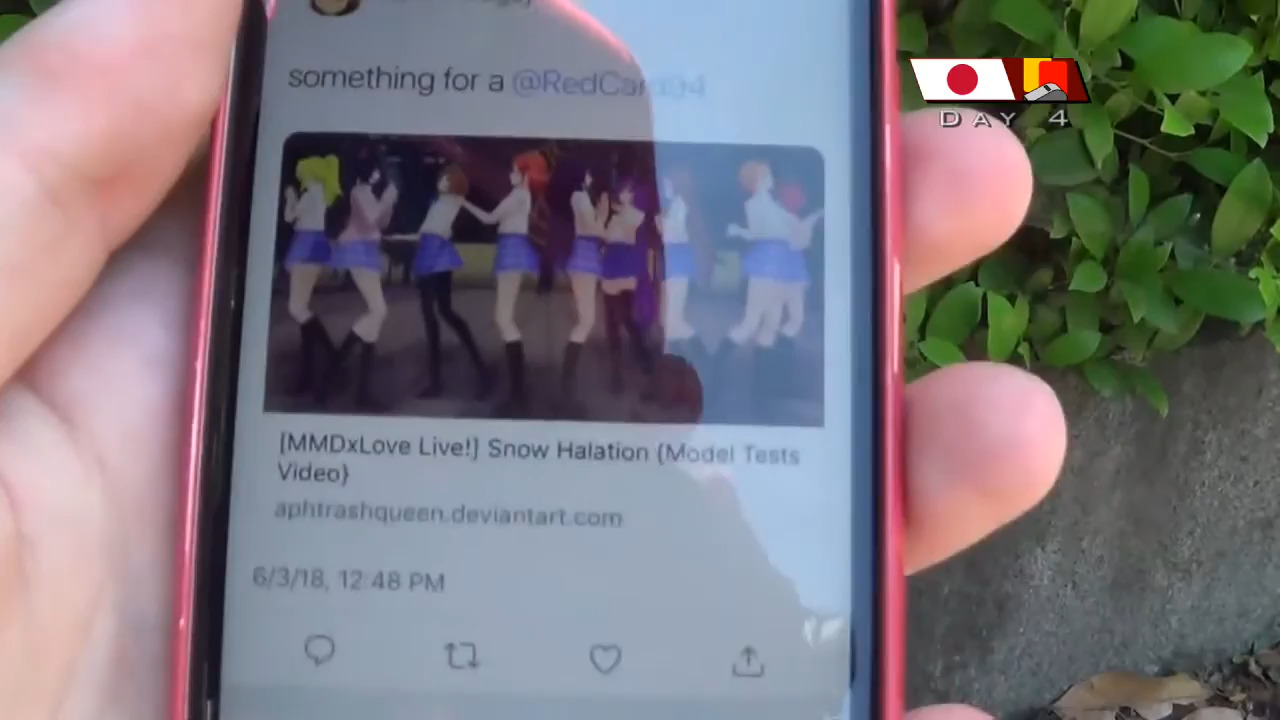 something for a @RedCard94
[MMDxLove Live!] Snow Halation {Model Tests
Video}
aphtrashqueen.deviantart.com
6/3/18, 12:48 PM
DAY 4